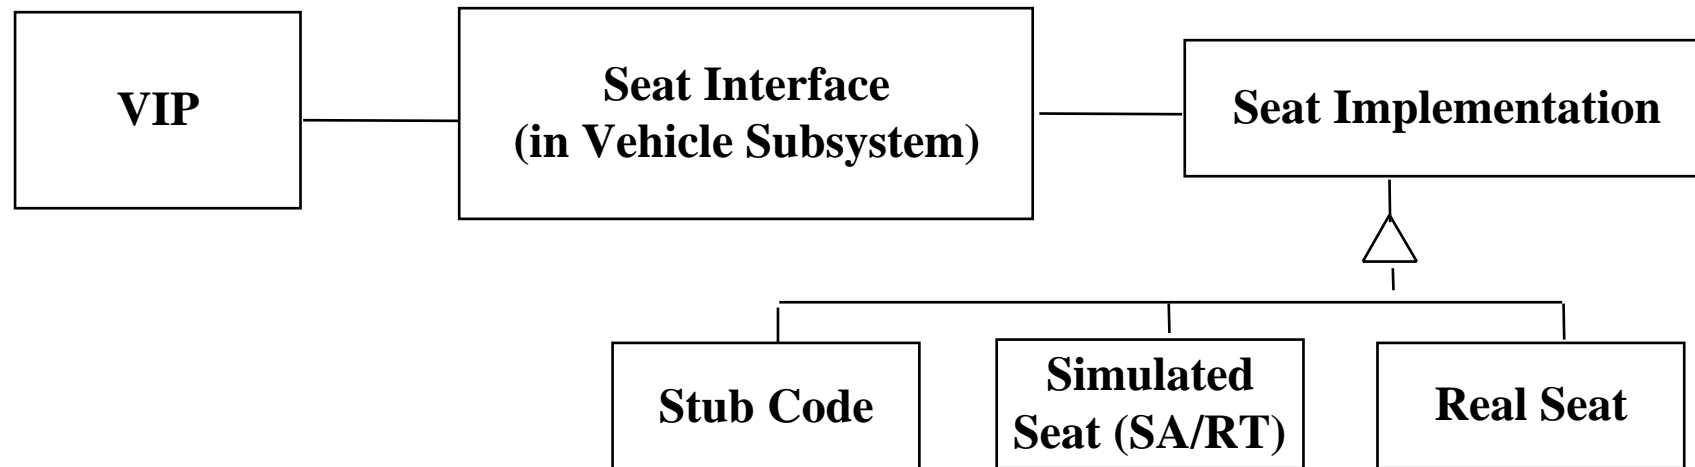 VIP
Seat Interface
(in Vehicle Subsystem)
Seat Implementation
Stub Code
Simulated
Seat (SA/RT)
Real Seat